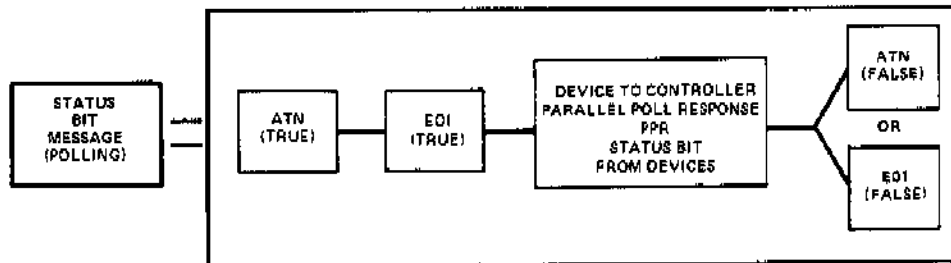 STATUS
BIT
MESSAGE
(POLLING)
ATN
(TRUE)
EOI
(TRUE)
DEVICE TO CONTROLLER
PARALLEL POLL RESPONSE
PPR
STATUS BIT
FROM DEVICES
ATN
(FALSE)
OR
EOI
(FALSE)